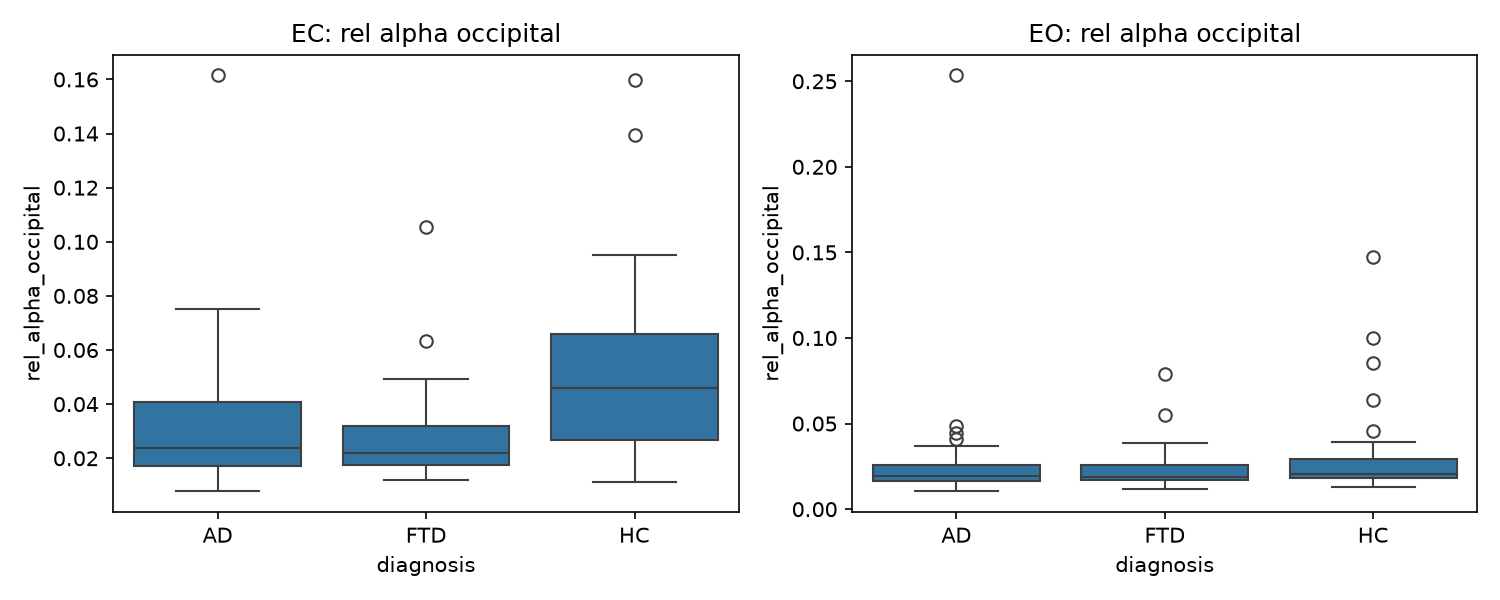 EC: rel alpha occipital
rel_alpha_occipital
0.16
0.14
0.12
0.10
0.08
0.06
0.04
0.02
AD FTD HC
diagnosis
EO: rel alpha occipital
rel_alpha_occipital
0.25
0.20
0.15
0.10
0.05
0.00
AD FTD HC
diagnosis